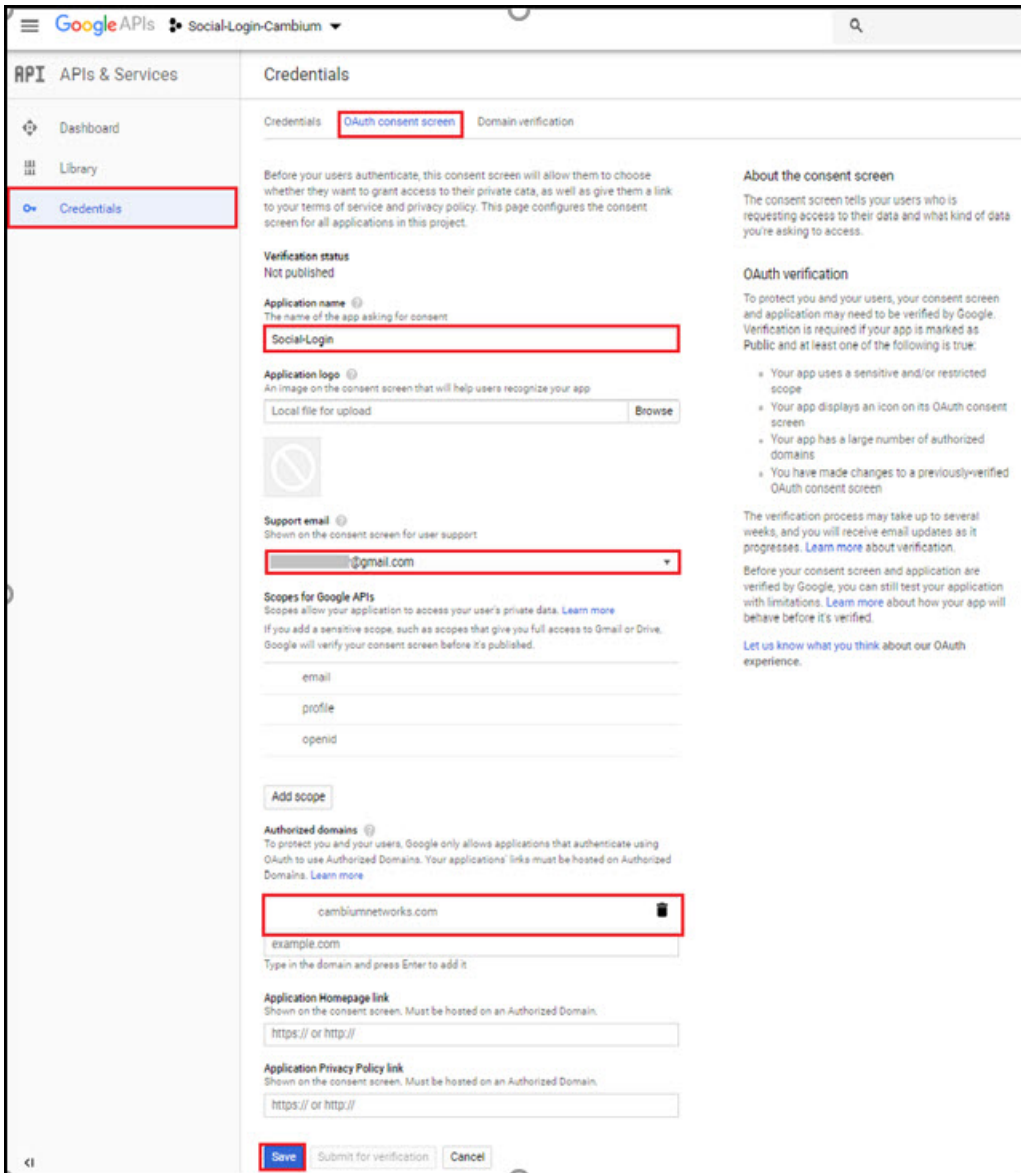 Google APIs Social-Login-Cambium
API APIs & Services
Credentials
Dashboard
Library
Credentials
Credentials OAuth consent screen Domain verification
Before your users authenticate, this consent screen will allow them to choose
whether they want to grant access to their private data, as well as give them a link
to your terms of service and privacy policy. This page configures the consent
screen for all applications in this project.
Verification status
Not published
Application name
The name of the app asking for consent
Social-Login
Application logo
An image on the consent screen that will help users recognize your app
Local file for upload Browse
Support email
Shown on the consent screen for user support
@gmail.com
Scopes for Google APIs
Scopes allow your application to access your user's private data. Learn more
If you add a sensitive scope, such as scopes that give you full access to Gmail or Drive,
Google will verify your consent screen before it's published.
email
profile
openid
Add scope
Authorized domains
To protect you and your users, Google only allows applications that authenticate using
OAuth to use Authorized Domains. Your applications' links must be hosted on Authorized
Domains. Learn more
cambiumnetworks.com
example.com
Type in the domain and press Enter to add it
Application Homepage link
Shown on the consent screen. Must be hosted on an Authorized Domain.
https:// or http://
Application Privacy Policy link
Shown on the consent screen. Must be hosted on an Authorized Domain.
https:// or http://
Save Submit for verification Cancel
About the consent screen
The consent screen tells your users who is
requesting access to their data and what kind of data
you're asking to access.
OAuth verification
To protect you and your users, your consent screen
and application may need to be verified by Google.
Verification is required if your app is marked as
Public and at least one of the following is true:
Your app uses a sensitive and/or restricted
scope
Your app displays an icon on its OAuth consent
screen
Your app has a large number of authorized
domains
You have made changes to a previously-verified
OAuth consent screen
The verification process may take up to several
weeks, and you will receive email updates as it
progresses. Learn more about verification.
Before your consent screen and application are
verified by Google, you can still test your application
with limitations. Learn more about how your app will
behave before it's verified.
Let us know what you think about our OAuth
experience.